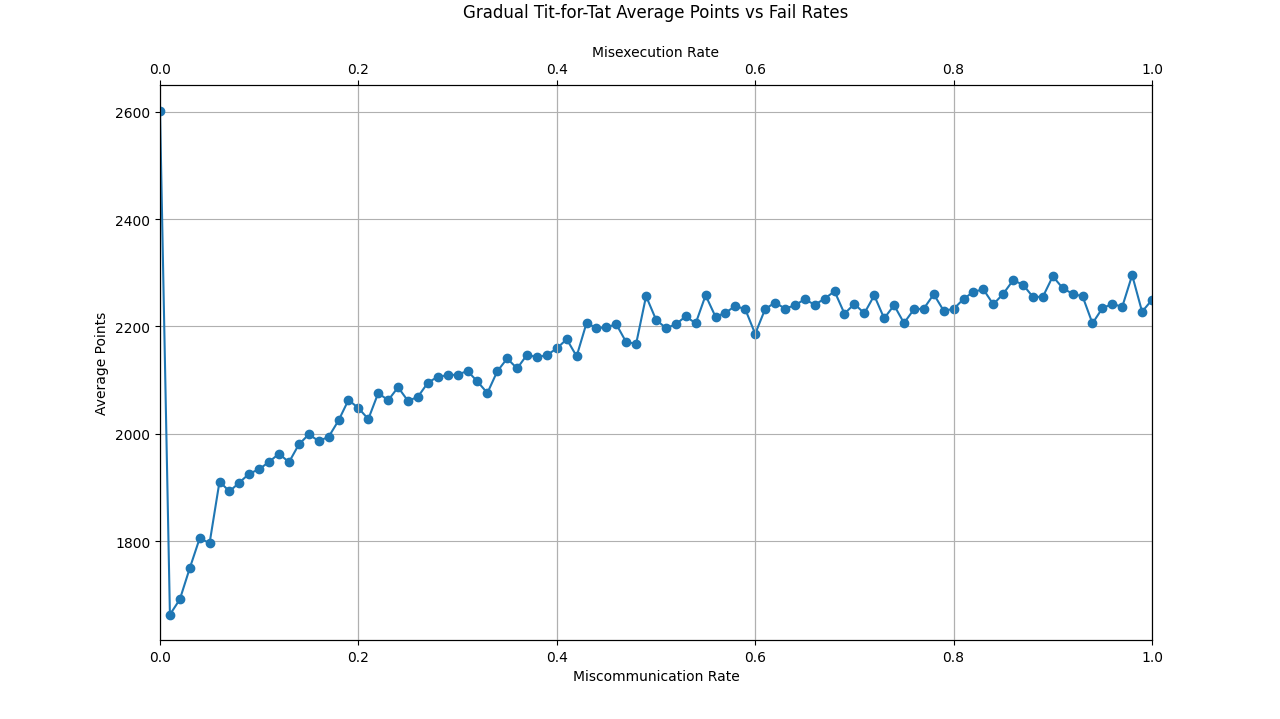 Gradual Tit-for-Tat Average Points vs Fail Rates
Misexecution Rate
0.0 0.2 0.4 0.6 0.8 1.0
2600
2400
2200
2000
1800
Average Points
0.0 0.2 0.4 0.6 0.8 1.0
Miscommunication Rate